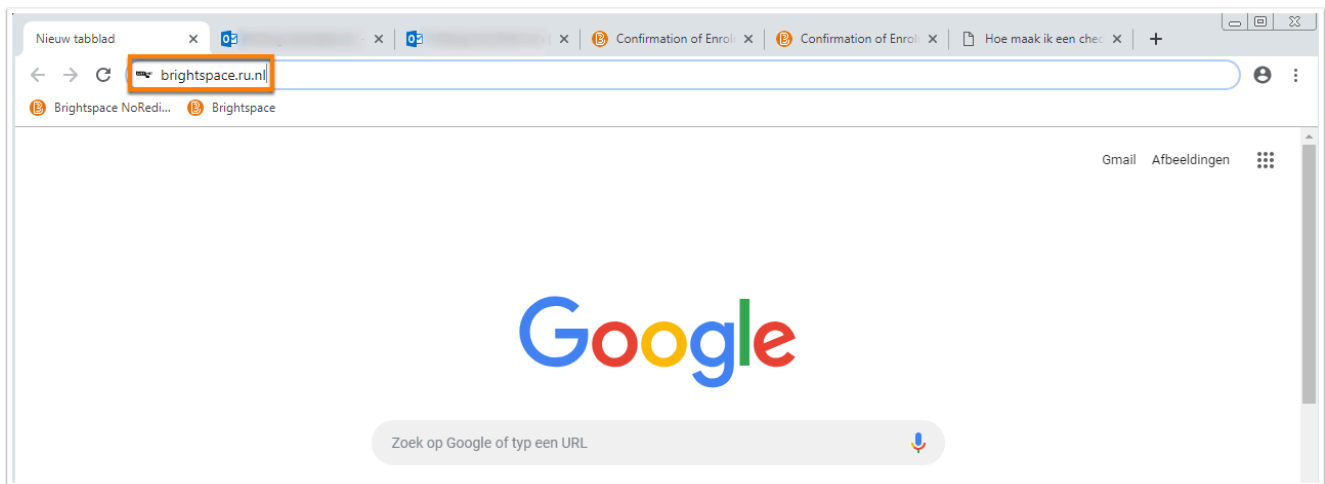 Nieuw tabblad
Confirmation of Enrol
Confirmation of Enrol
Hoe maak ik een chec
brightspace.ru.nl
Brightspace NoRedi...
Brightspace
Gmail
Afbeeldingen
Google
Zoek op Google of typ een URL